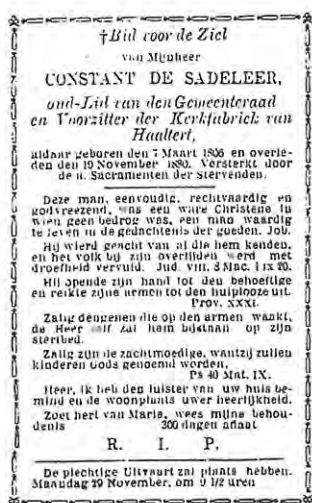 †Bid voor de Ziel
van Mijnheer
CONSTANT DE SADELEER,
oud-Lid van den Gemeenteraad
en Voorzitter der Kerkfabrick van
Haaltert,
aldaar geboren den 7 Maart 1806 en overle-
den den 19 November 1880. Versterkt door
de H. Sacramenten der Stervenden.
Deze man, eenvoudig, rechtvaardig en
godvreezend, was een ware Christene in
wien geen bedrog was, een man waardig
te leven in de gedachtenis der goeden. Job.
Hij wierd geacht van al die hem kenden,
en het volk bij zijn overlijden werd met
droefheid vervuld. Jud. VIII. 3 Mac. IX 20.
Hij opende zijn hand tot den behoeftige
en reikte zijne armen tot den hulplooze uit.
Prov. XXXI.
Zalig dengenen die op den armen waakt,
de Heer zelf zal hem bijstaan op zijn
sterbed.
Zalig zijn de zachtmoedige, want zij zullen
kinderen Gods genoemd worden,
Ps 40 Mat. IX.
Heer, ik heb den luister van uw huis be-
mind en de woonplaats uwer heerlijkheid.
Zoet hert van Maria, wees mijne behou-
denis 300 dagen aflaat
R. I. P.
De plechtige Uitvaart zal plaats hebben.
Maandag 29 November, om 9 1/2 uren